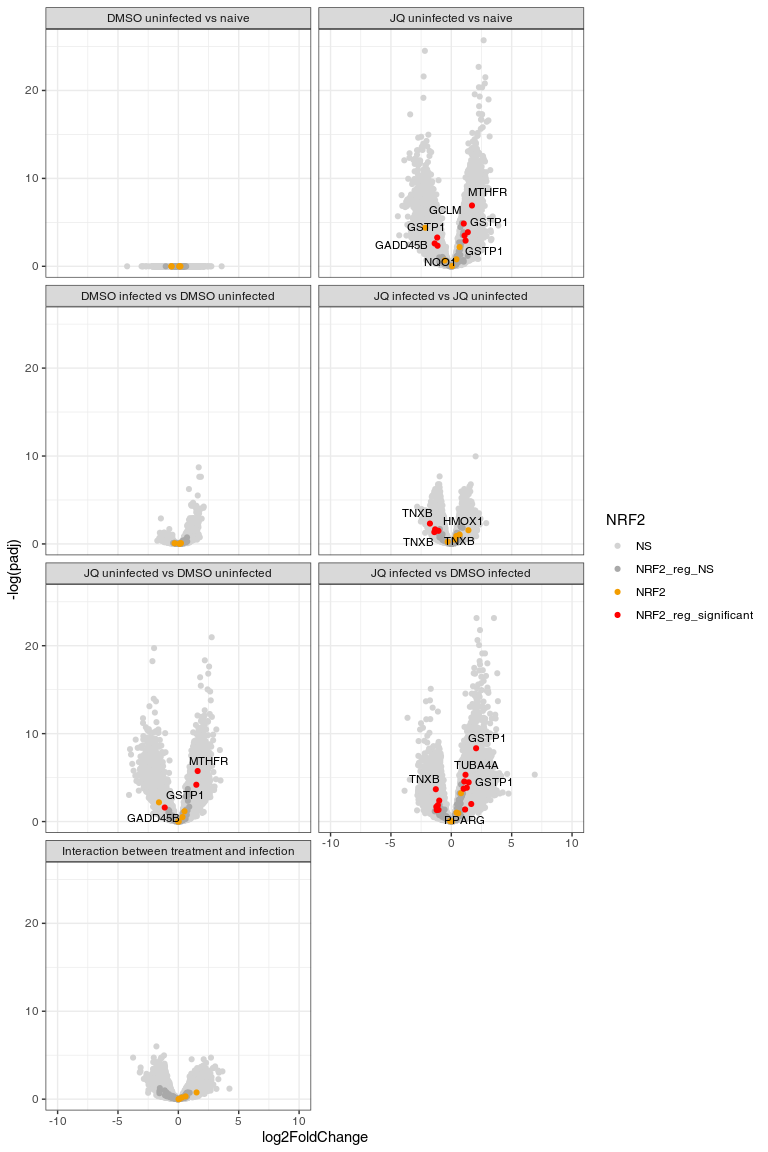 DMSO uninfected vs naive
JQ uninfected vs naive
20
10
0
MTHFR
GCLM
GSTP1
GSTP1
GADD45B
GSTP1
NQO1
DMSO infected vs DMSO uninfected
JQ infected vs JQ uninfected
20
10
0
TNXB
HMOX1
TNXB
TNXB
JQ uninfected vs DMSO uninfected
JQ infected vs DMSO infected
20
10
0
MTHFR
GSTP1
GADD45B
GSTP1
TUBA4A
TNXB
GSTP1
PPARG
-10
-5
0
5
10
Interaction between treatment and infection
20
10
0
-10
-5
0
5
10
log2FoldChange
-log(padj)
NRF2
NS
NRF2_reg_NS
NRF2
NRF2_reg_significant